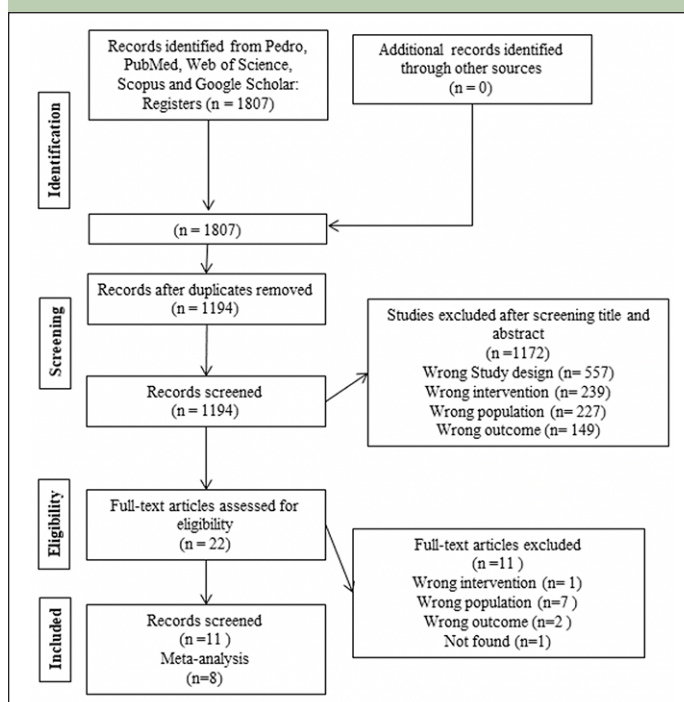 Records identified from Pedro,
PubMed, Web of Science,
Scopus and Google Scholar:
Registers (n = 1807)
Additional records identified
through other sources
(n = 0)
Identification
(n = 1807)
Records after duplicates removed
(n = 1194)
Screening
Studies excluded after screening title and
abstract
(n =1172)
Wrong Study design (n= 557)
Wrong intervention (n= 239)
Wrong population (n= 227)
Wrong outcome (n= 149)
Records screened
(n = 1194)
Eligibility
Full-text articles assessed for
eligibility
(n = 22)
Full-text articles excluded
(n =11 )
Wrong intervention (n= 1)
Wrong population (n=7 )
Wrong outcome (n=2 )
Not found (n=1)
Included
Records screened
(n =11 )
Meta-analysis
(n=8)